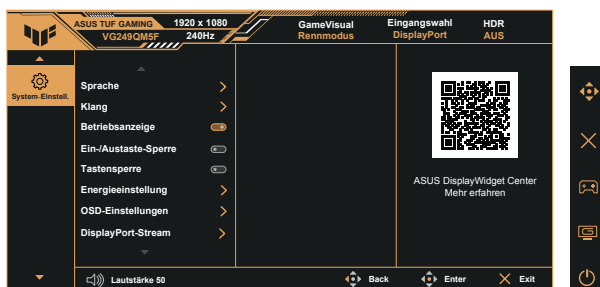 ASUS TUF GAMING
VG249QM5F
1920 x 1080
240Hz
GameVisual
Rennmodus
Eingangswahl
DisplayPort
HDR
AUS
System-Einstell.
Sprache
Klang
Betriebsanzeige
Ein-/Austaste-Sperre
Tastensperre
Energieeinstellung
OSD-Einstellungen
DisplayPort-Stream
ASUS DisplayWidget Center
Mehr erfahren
Lautstärke 50
Back
Enter
Exit